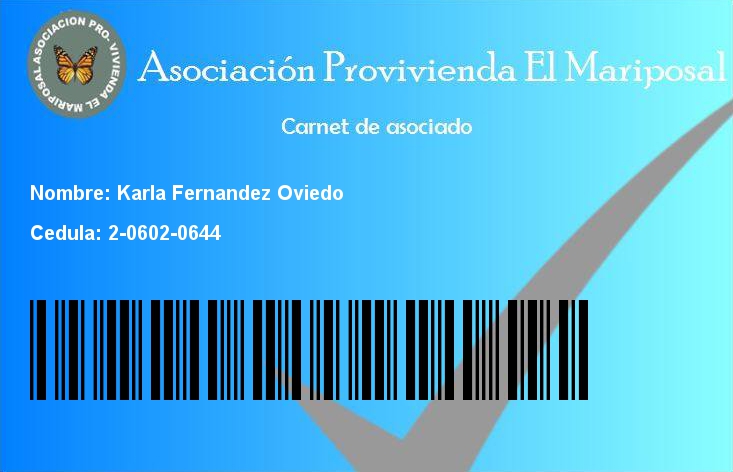 ASOCIACION PRO. VIVIENDA EL MARIPOSAL
Asociación Provivienda El Mariposal
Carnet de asociado
Nombre: Karla Fernandez Oviedo
Cedula: 2-0602-0644